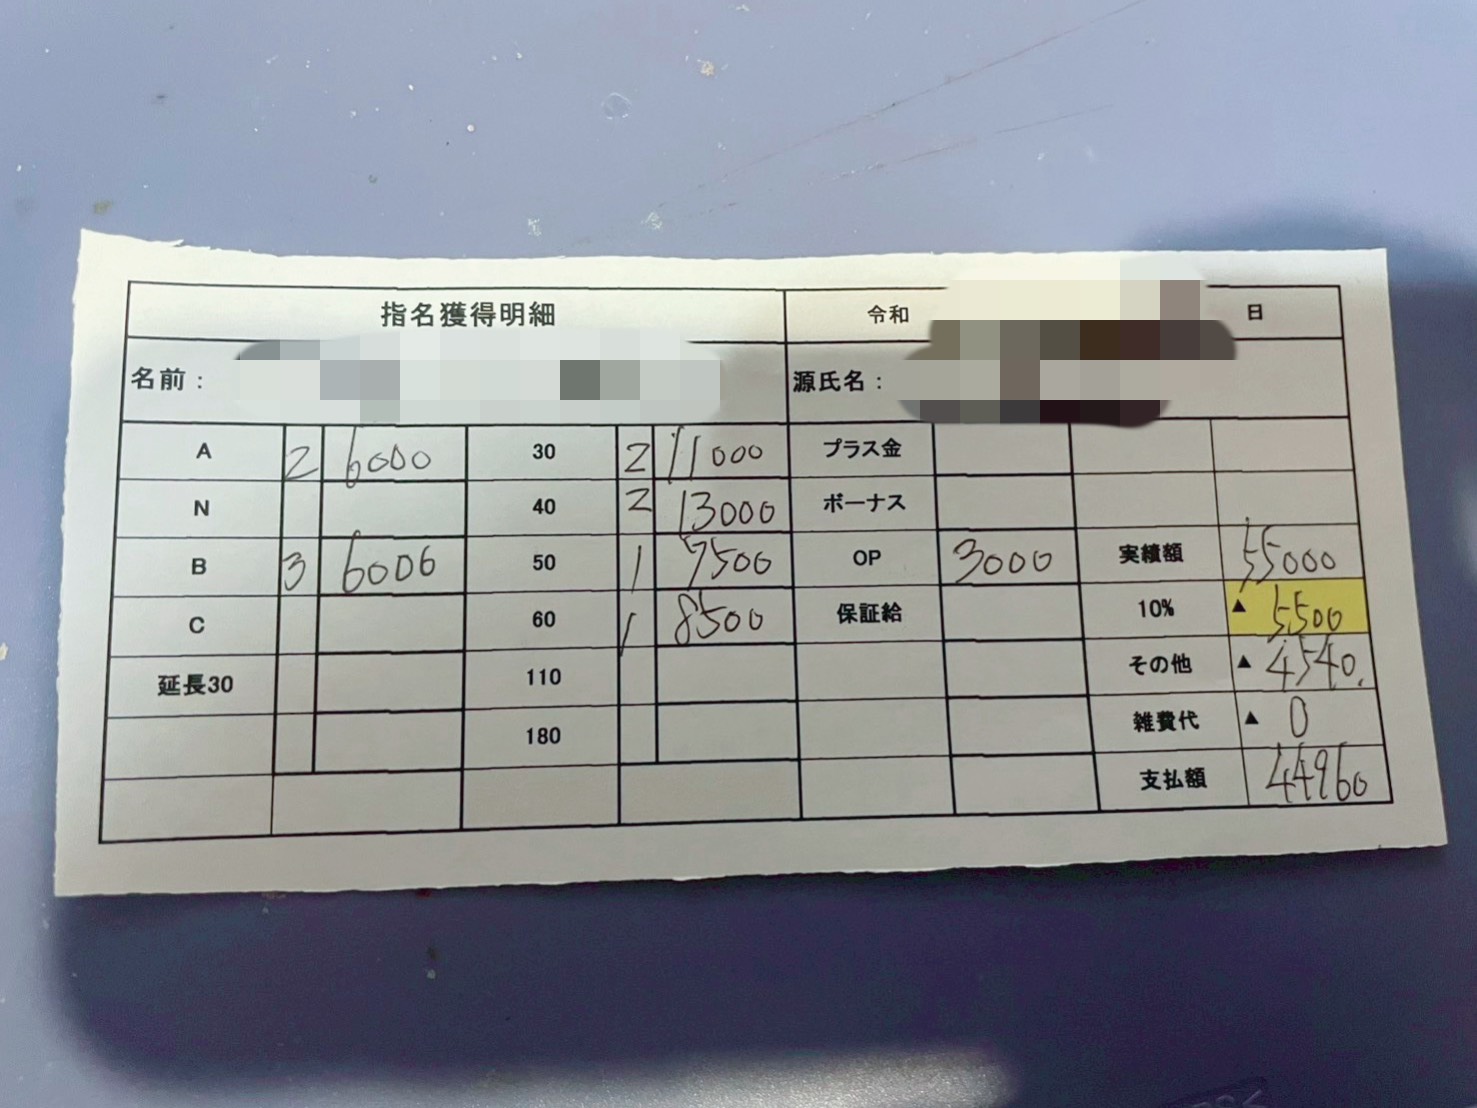 指名獲得明細 令和 日
名前： 源氏名：
A 2 6000 30 2 11000 プラス金
N 40 2 13000 ボーナス
B 3 6000 50 1 7500 OP 3000 実績額 55000
C 60 1 8500 保証給 10% ▲ 5500
延長30 110 その他 ▲ 4540.
180 雑費代 ▲ 0
支払額 44960